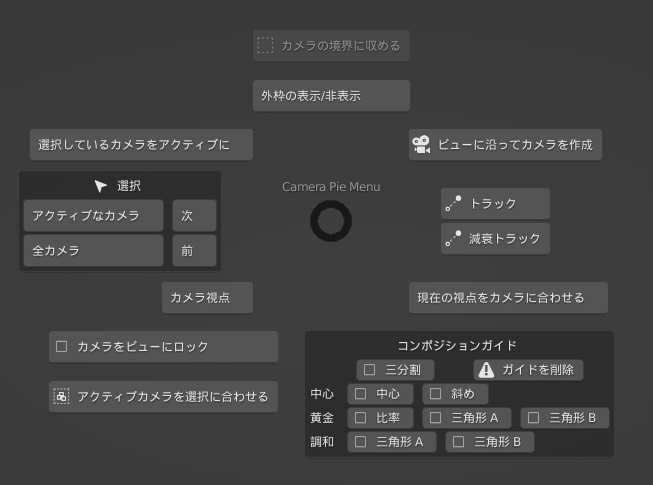 カメラの境界に収める
外枠の表示/非表示
選択しているカメラをアクティブに
ビューに沿ってカメラを作成
選択
アクティブなカメラ 次
全カメラ 前
Camera Pie Menu
トラック
減衰トラック
カメラ視点
現在の視点をカメラに合わせる
カメラをビューにロック
アクティブカメラを選択に合わせる
コンポジションガイド
三分割 ガイドを削除
中心 中心 斜め
黄金 比率 三角形 A 三角形 B
調和 三角形 A 三角形 B